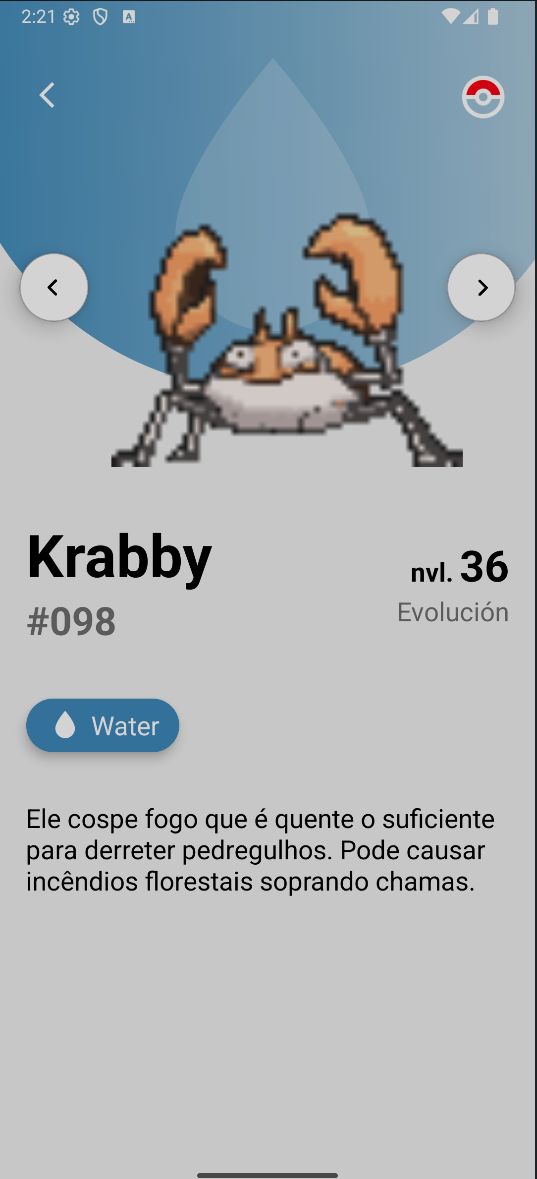 2:21
A
Krabby
nvl. 36
#098
Evolución
Water
Ele cospe fogo que é quente o suficiente
para derreter pedregulhos. Pode causar
incêndios florestais soprando chamas.